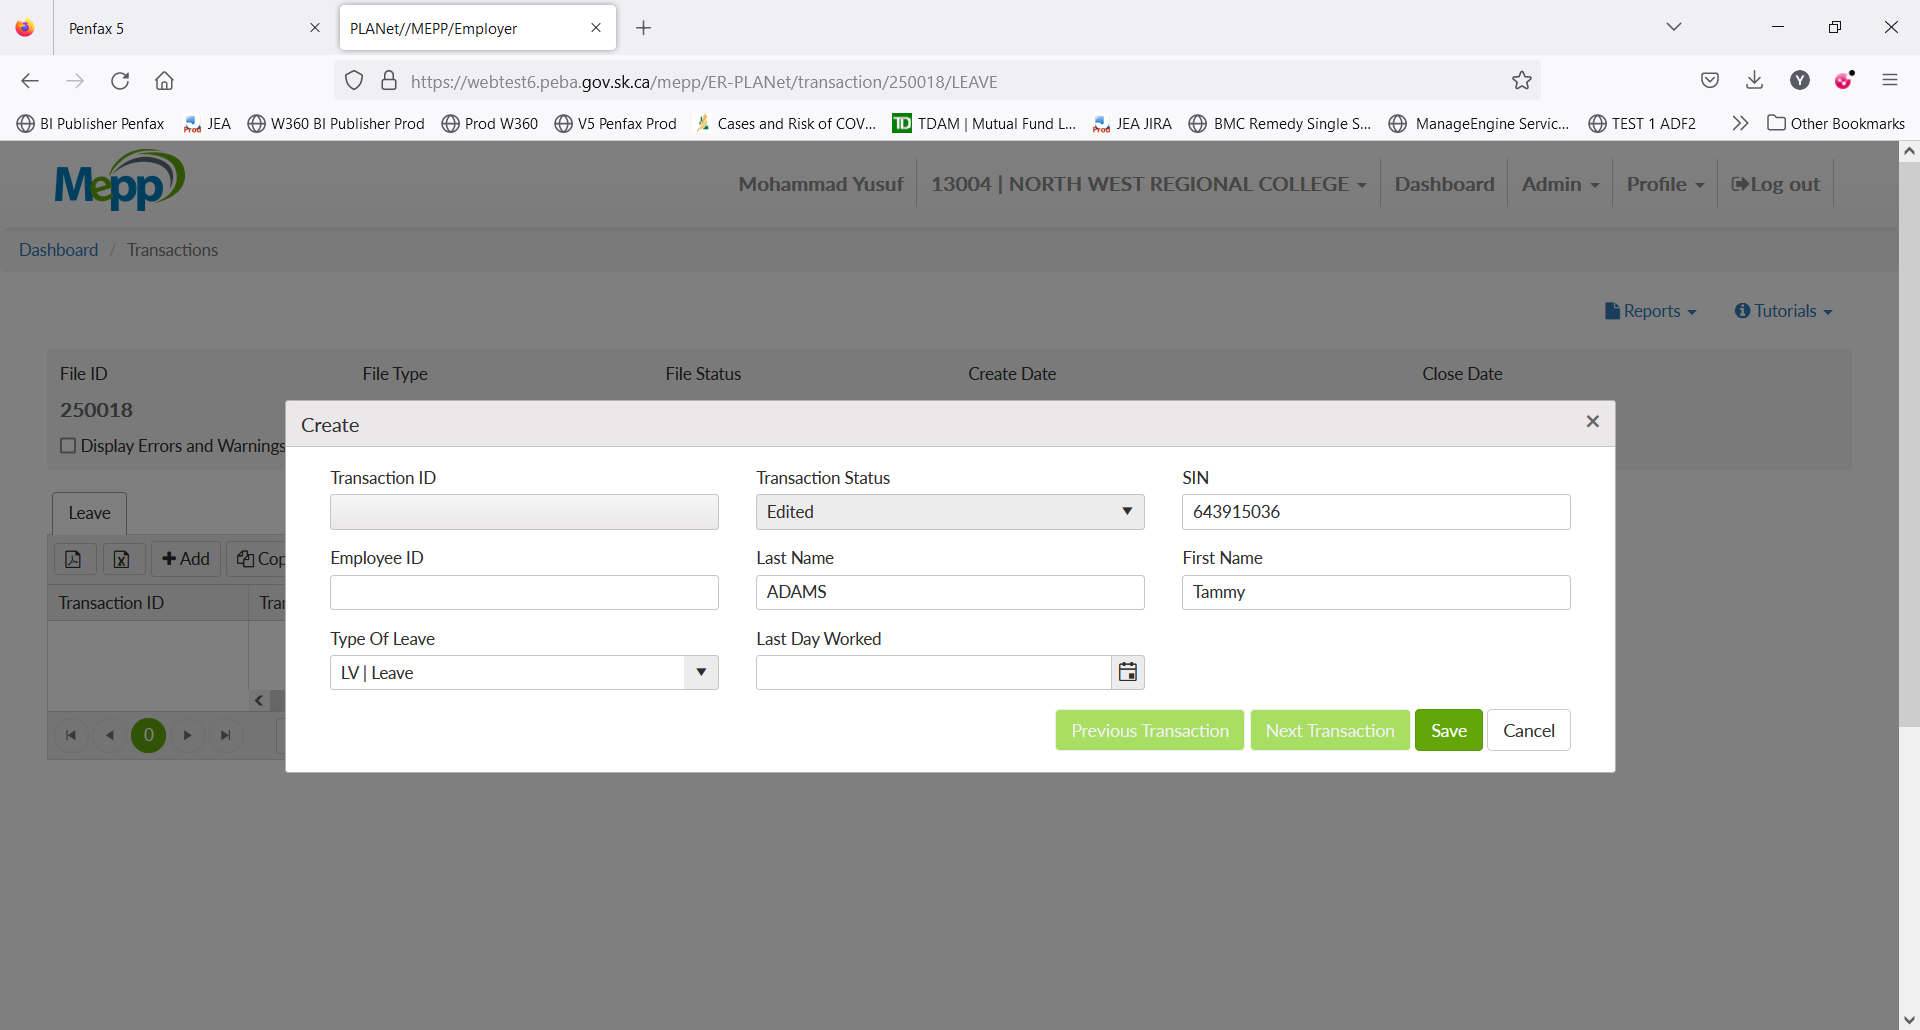 Penfax 5
PLANet//MEPP/Employer
https://webtest6.peba.gov.sk.ca/mepp/ER-PLANet/transaction/250018/LEAVE
Y
BI Publisher Penfax
Prod JEA
W360 BI Publisher Prod
Prod W360
V5 Penfax Prod
Cases and Risk of COV...
TD TDAM | Mutual Fund L...
Prod JEA JIRA
BMC Remedy Single S...
ManageEngine Servic...
TEST 1 ADF2
Other Bookmarks
Mepp
Mohammad Yusuf
13004 | NORTH WEST REGIONAL COLLEGE
Dashboard
Admin
Profile
Log out
Dashboard / Transactions
Reports
Tutorials
File ID
File Type
File Status
Create Date
Close Date
250018
Display Errors and Warnings
Create
Transaction ID
Transaction Status
SIN
Edited
643915036
Leave
Employee ID
Last Name
First Name
Add
Cop
ADAMS
Tammy
Transaction ID
Tra
Type Of Leave
Last Day Worked
LV | Leave
0
Previous Transaction
Next Transaction
Save
Cancel